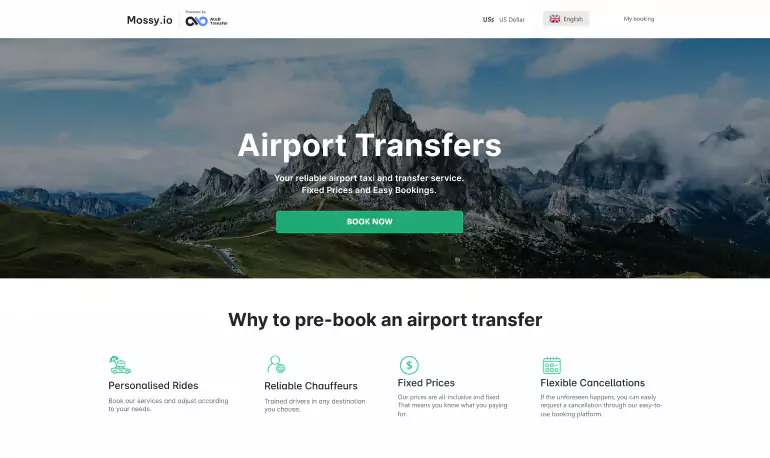 Mossy.io
Powered by
AtoB
Transfer
US$ US Dollar
English
My booking
Airport Transfers
Your reliable airport taxi and transfer service.
Fixed Prices and Easy Bookings.
BOOK NOW
Why to pre-book an airport transfer
Personalised Rides
Book our services and adjust according
to your needs.
Reliable Chauffeurs
Trained drivers in any destination
you choose.
Fixed Prices
Our prices are all-inclusive and fixed
That means you know what you paying
for.
Flexible Cancellations
If the unforeseen happens, you can easily
request a cancellation through our easy-to-
use booking platform.